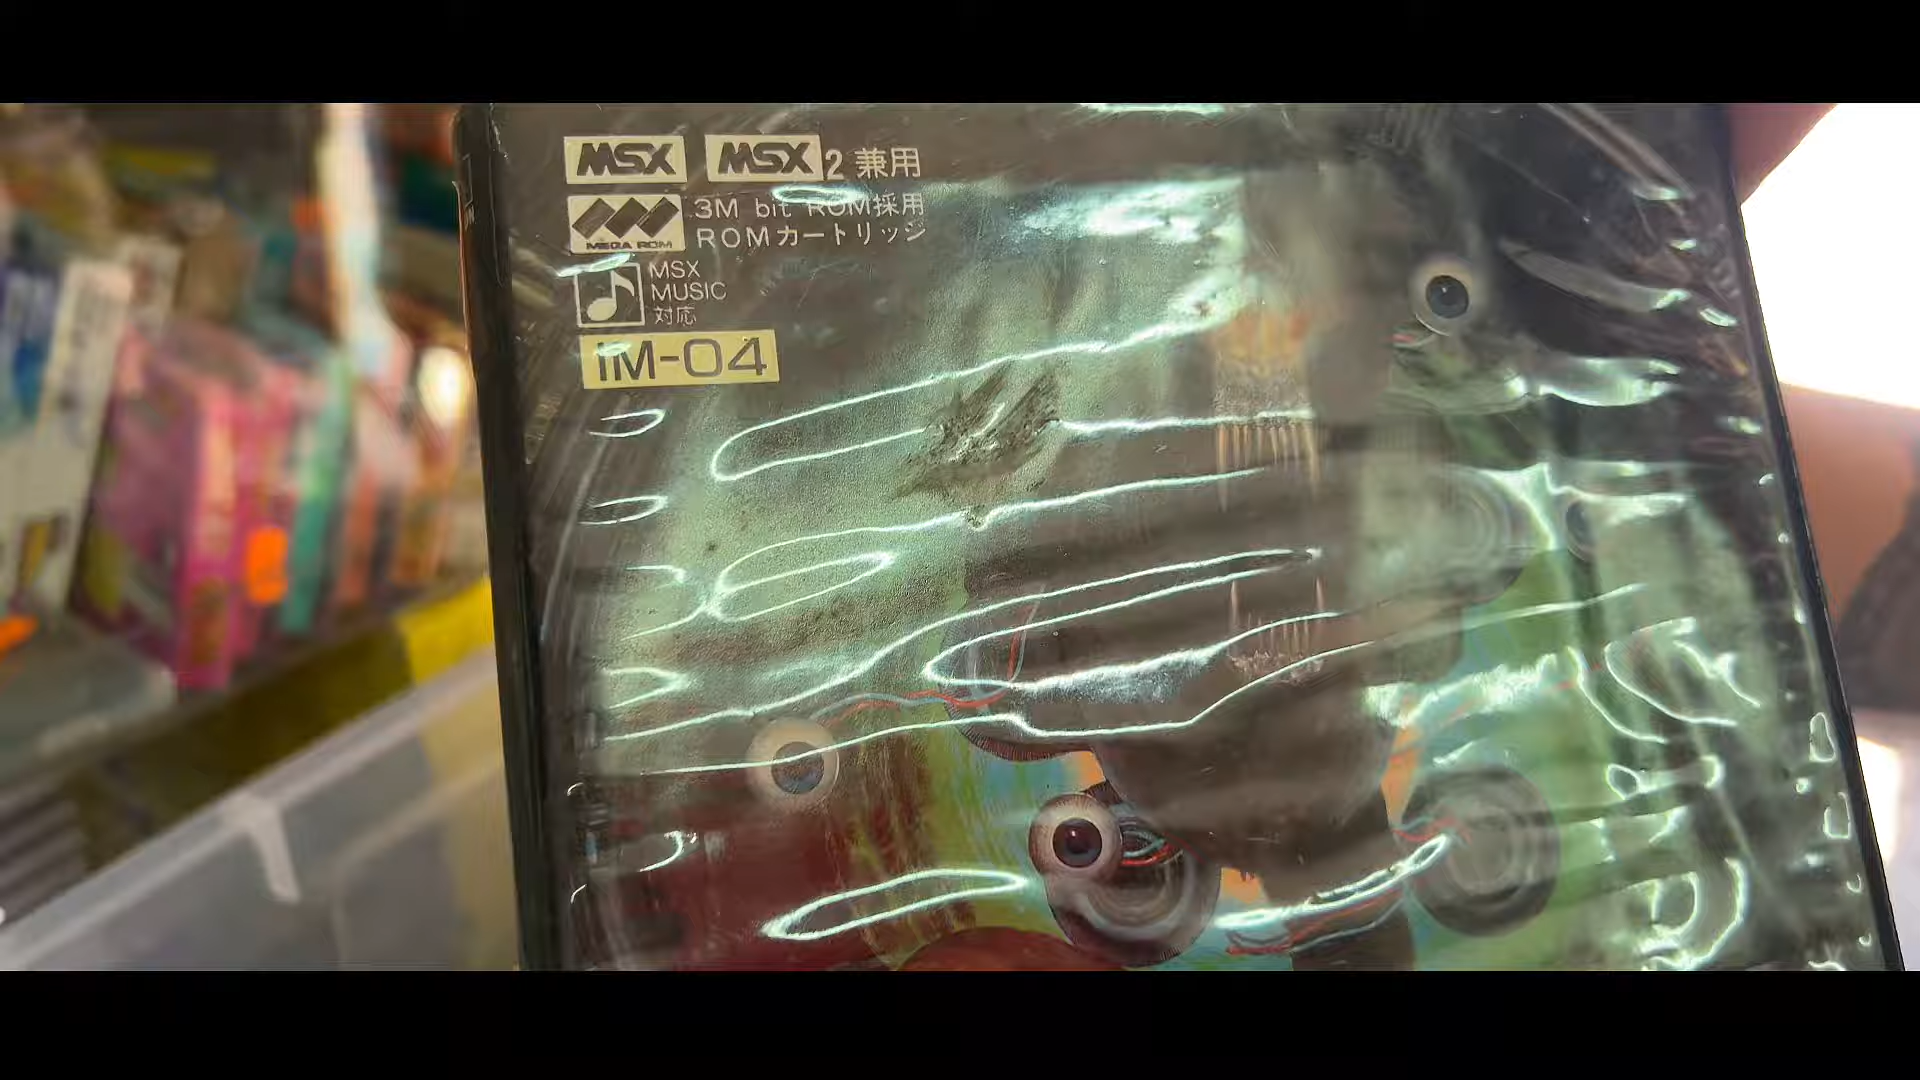 MSX MSX2 兼用
MEGA ROM
3M bit ROM採用
ROMカートリッジ
MSX
MUSIC
対応
IM-04